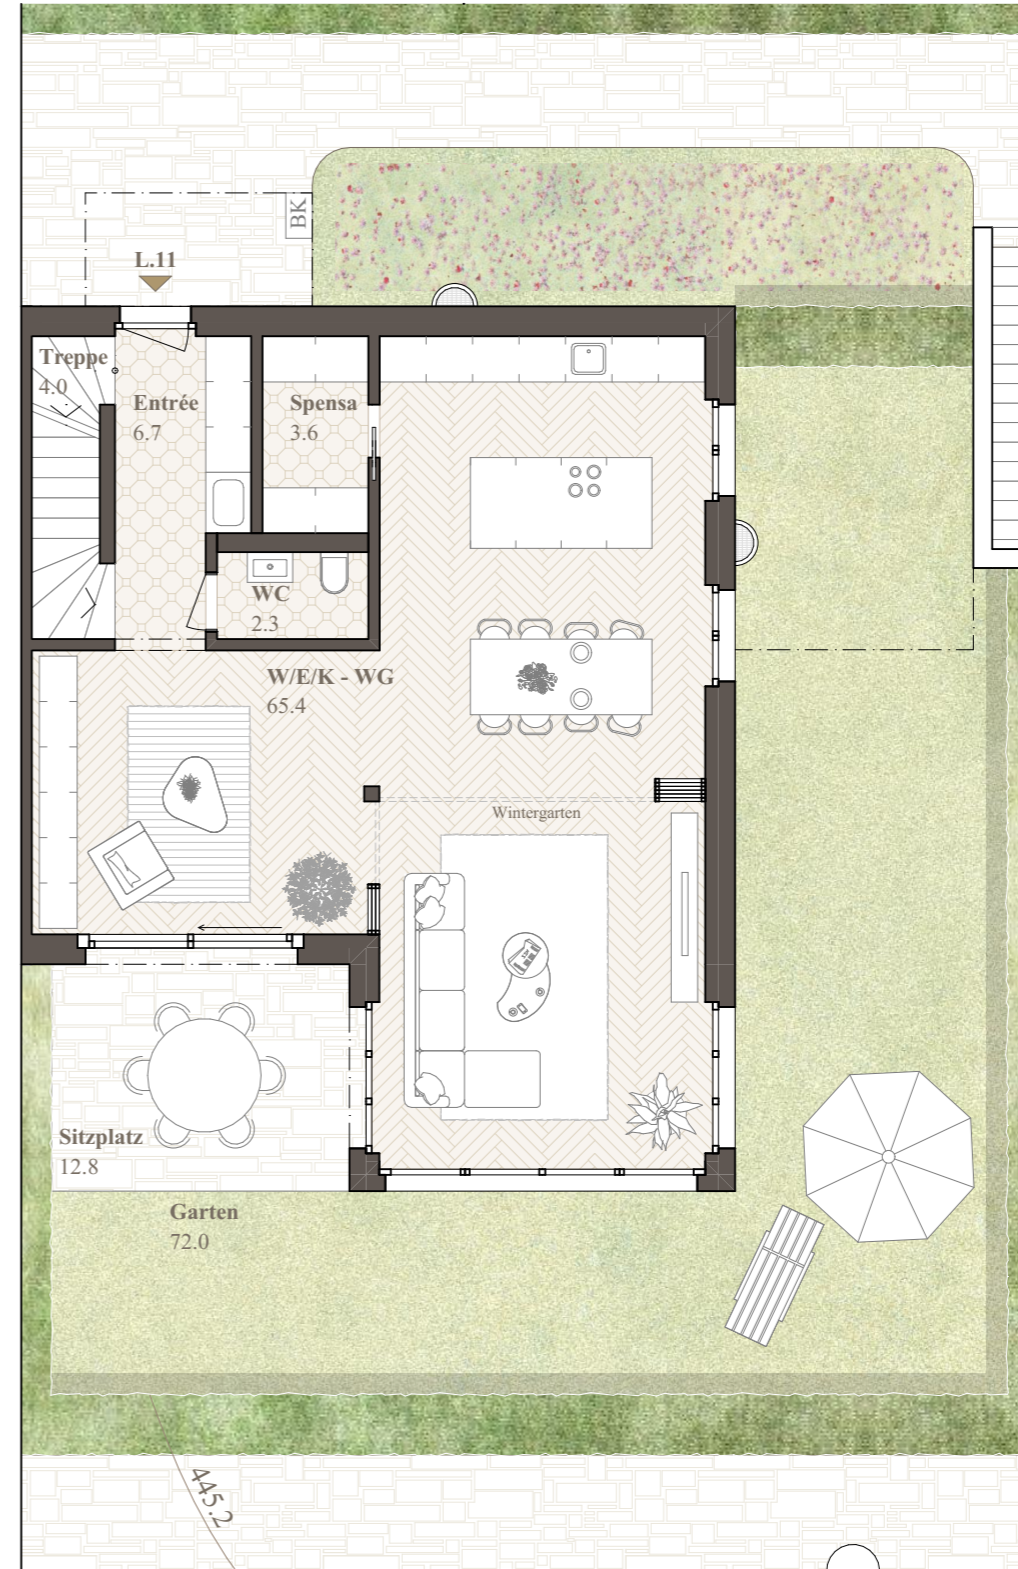 BK
L.11
Treppe
4.0
Entrée
6.7
Spensa
3.6
WC
2.3
W/E/K - WG
65.4
Wintergarten
Sitzplatz
12.8
Garten
72.0
445.2